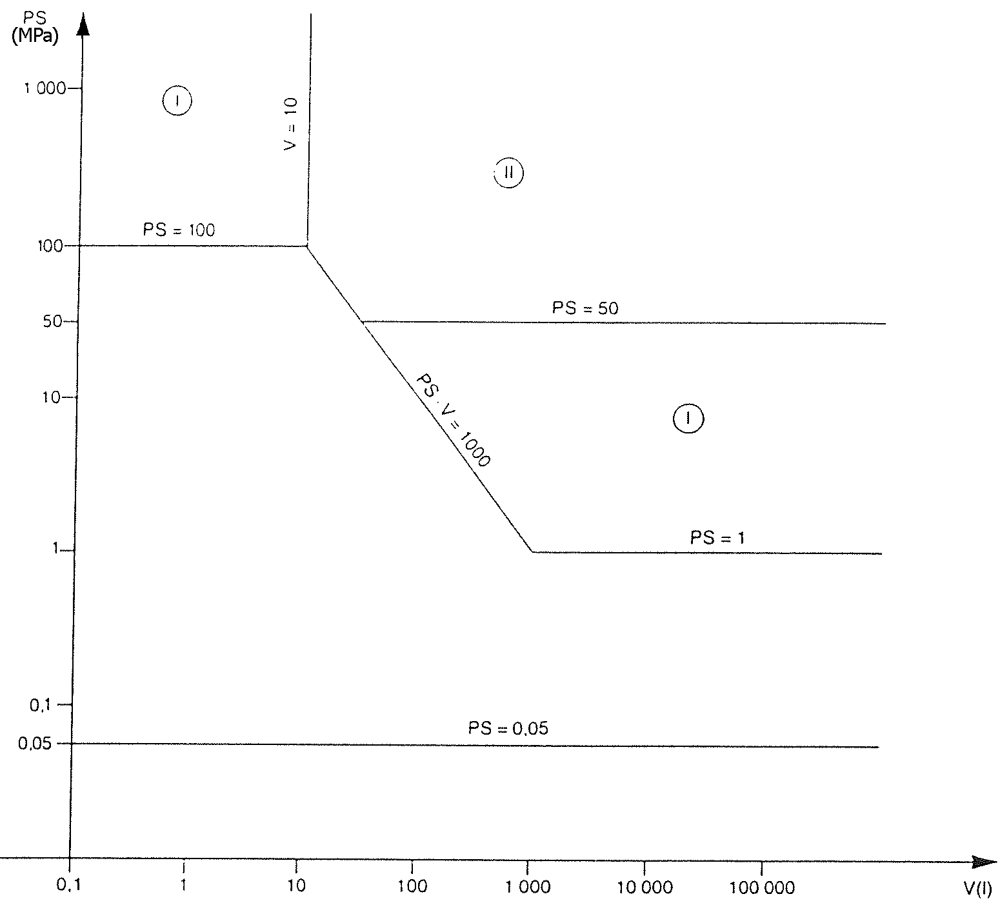 PS
(MPa)
1 000
I
V = 10
II
PS = 100
100
PS = 50
50
10
PS · V = 1000
I
PS = 1
1
0,1
PS = 0,05
0,05
0,1 1 10 100 1 000 10 000 100 000 V(l)